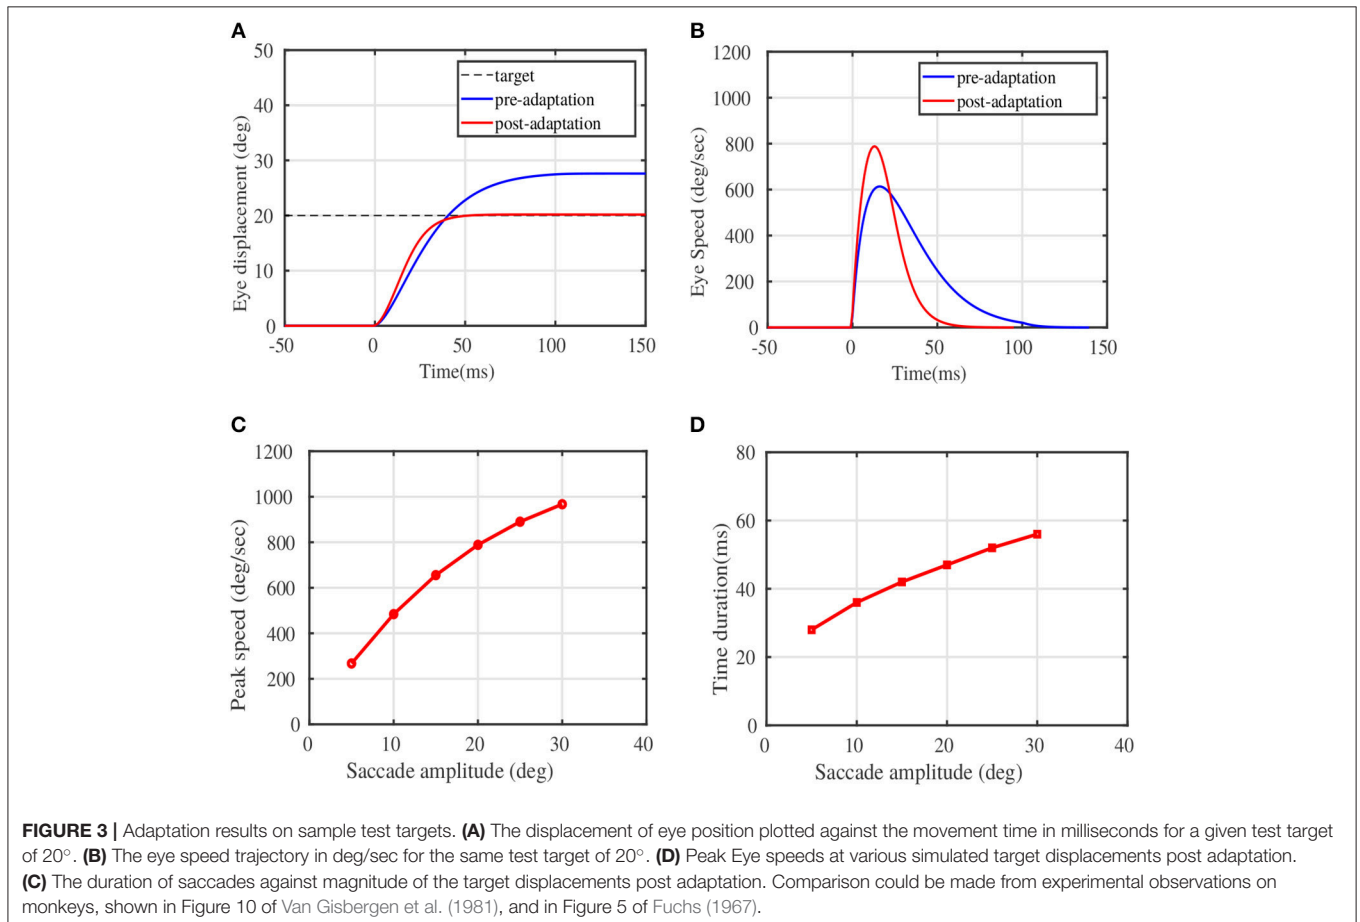 A
50
40
30
20
10
0
-50
0
50
100
150
Eye displacement (deg)
Time(ms)
target
pre-adaptation
post-adaptation
B
1200
1000
800
600
400
200
0
-50
0
50
100
150
Eye Speed (deg/sec)
Time(ms)
pre-adaptation
post-adaptation
C
1200
1000
800
600
400
200
0
0
10
20
30
40
Peak speed (deg/sec)
Saccade amplitude (deg)
D
80
60
40
20
0
0
10
20
30
40
Time duration(ms)
Saccade amplitude (deg)
FIGURE 3 | Adaptation results on sample test targets. (A) The displacement of eye position plotted against the movement time in milliseconds for a given test target
of 20°. (B) The eye speed trajectory in deg/sec for the same test target of 20°. (D) Peak Eye speeds at various simulated target displacements post adaptation.
(C) The duration of saccades against magnitude of the target displacements post adaptation. Comparison could be made from experimental observations on
monkeys, shown in Figure 10 of Van Gisbergen et al. (1981), and in Figure 5 of Fuchs (1967).